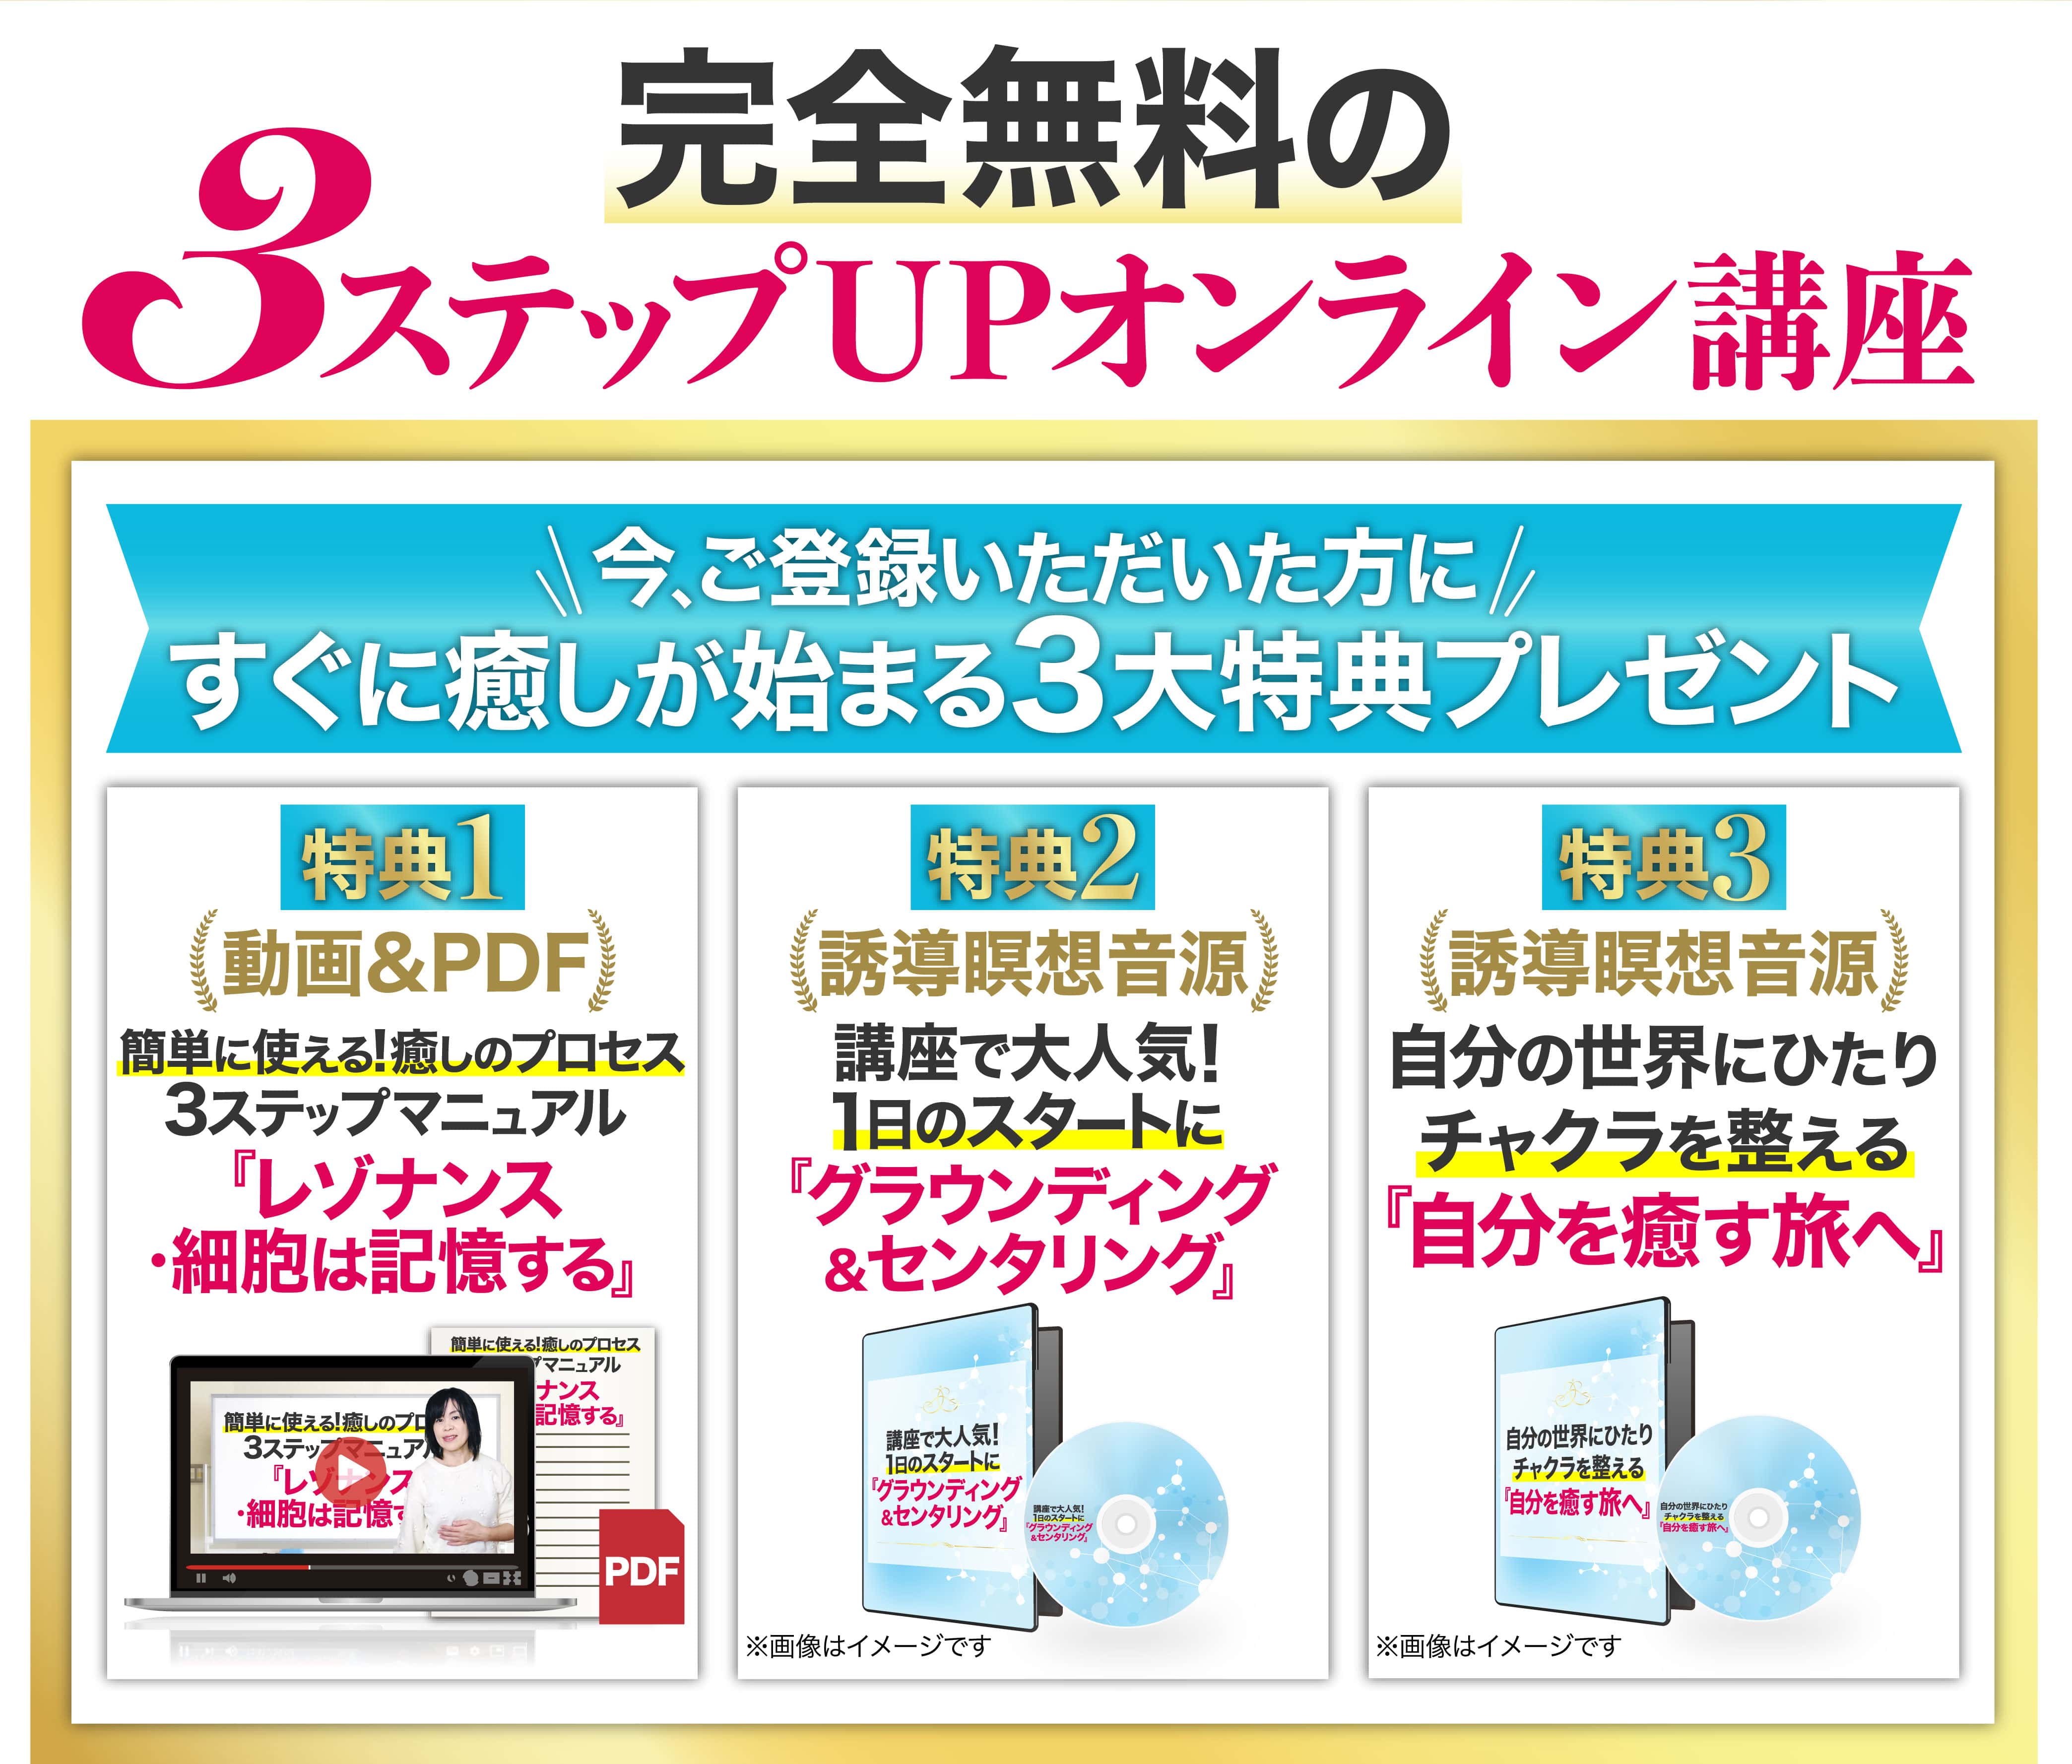 完全無料の
3ステップUPオンライン講座
今、ご登録いただいた方に
すぐに癒しが始まる3大特典プレゼント
特典1
動画&PDF
簡単に使える!癒しのプロセス
3ステップマニュアル
『レゾナンス
・細胞は記憶する』
簡単に使える!癒しのプロセス
プマニュアル
ナンス
記憶する』
簡単に使える!癒しのプロ
3ステップマニュア
『レゾナンス
・細胞は記憶す
PDF
特典2
誘導瞑想音源
講座で大人気!
1日のスタートに
『グラウンディング
&センタリング』
講座で大人気!
1日のスタートに
『グラウンディング
&センタリング』
講座で大人気!
1日のスタートに
『グラウンディング
&センタリング』
※画像はイメージです
特典3
誘導瞑想音源
自分の世界にひたり
チャクラを整える
『自分を癒す旅へ』
自分の世界にひたり
チャクラを整える
『自分を癒す旅へ』
自分の世界にひたり
チャクラを整える
『自分を癒す旅へ』
※画像はイメージです